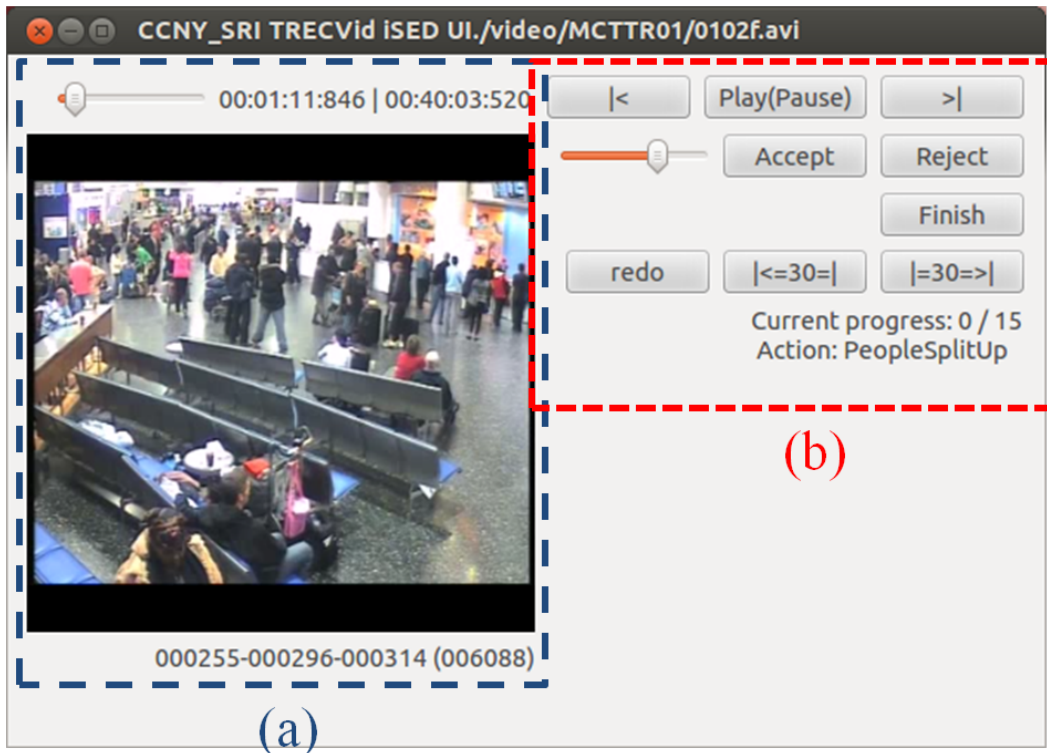 CCNY_SRI TRECVid iSED UI./video/MCTTR01/0102f.avi
00:01:11:846 | 00:40:03:520
000255-000296-000314 (006088)
(a)
|< Play(Pause) >|
Accept Reject
Finish
redo |<=30=| |=30=>|
Current progress: 0 / 15
Action: PeopleSplitUp
(b)